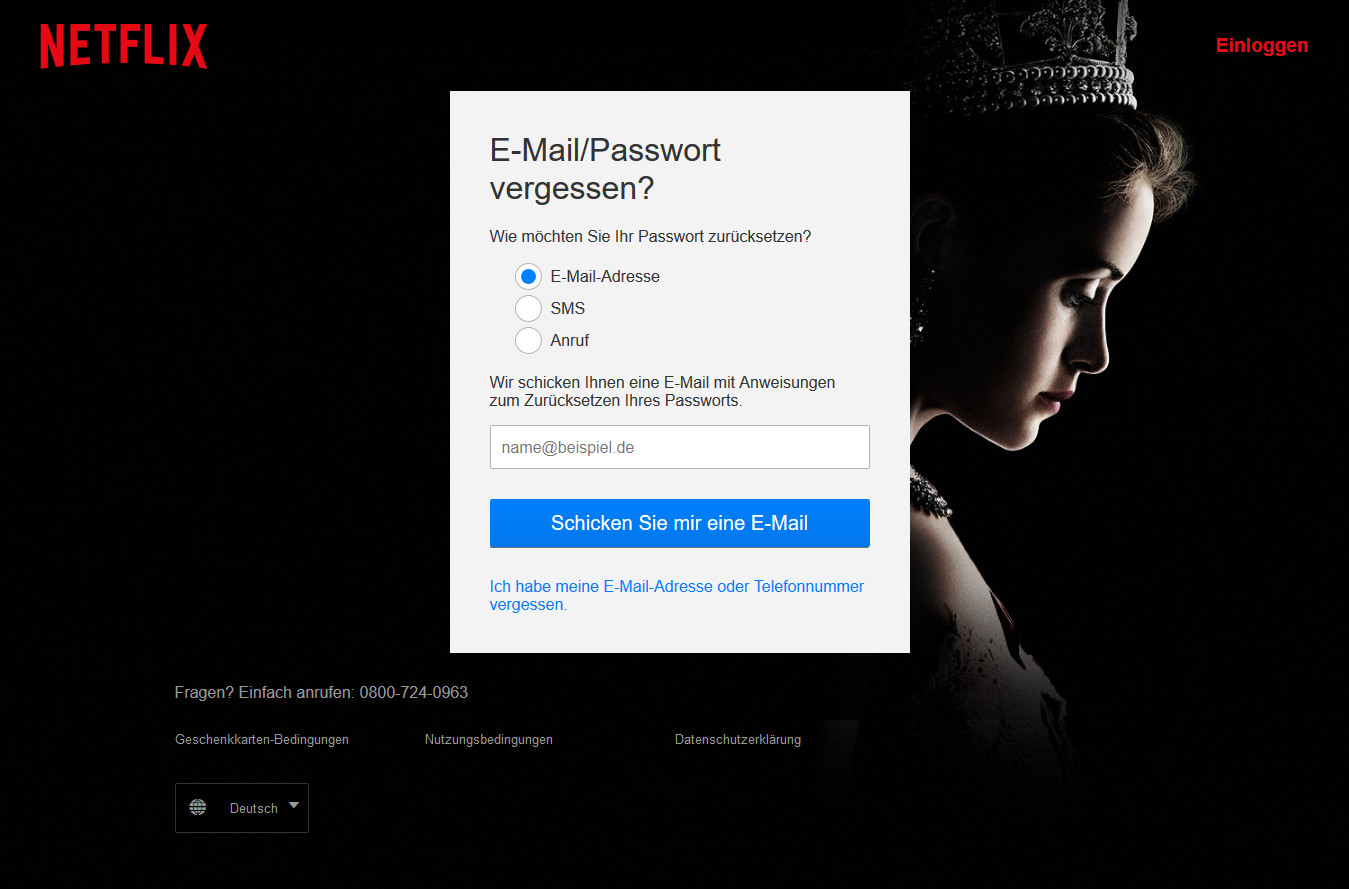 NETFLIX
Einloggen
E-Mail/Passwort
vergessen?
Wie möchten Sie Ihr Passwort zurücksetzen?
E-Mail-Adresse
SMS
Anruf
Wir schicken Ihnen eine E-Mail mit Anweisungen
zum Zurücksetzen Ihres Passworts.
name@beispiel.de
Schicken Sie mir eine E-Mail
Ich habe meine E-Mail-Adresse oder Telefonnummer
vergessen.
Fragen? Einfach anrufen: 0800-724-0963
Geschenkkarten-Bedingungen
Nutzungsbedingungen
Datenschutzerklärung
Deutsch